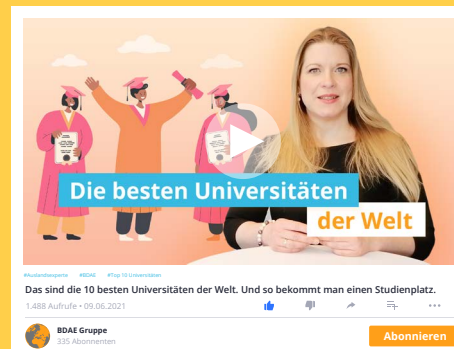 Die besten Universitäten
der Welt
#Auslandsexperte #BDAE #Top 10 Universitäten
Das sind die 10 besten Universitäten der Welt. Und so bekommt man einen Studienplatz.
1.488 Aufrufe • 09.06.2021
BDAE Gruppe
335 Abonnenten
Abonnieren